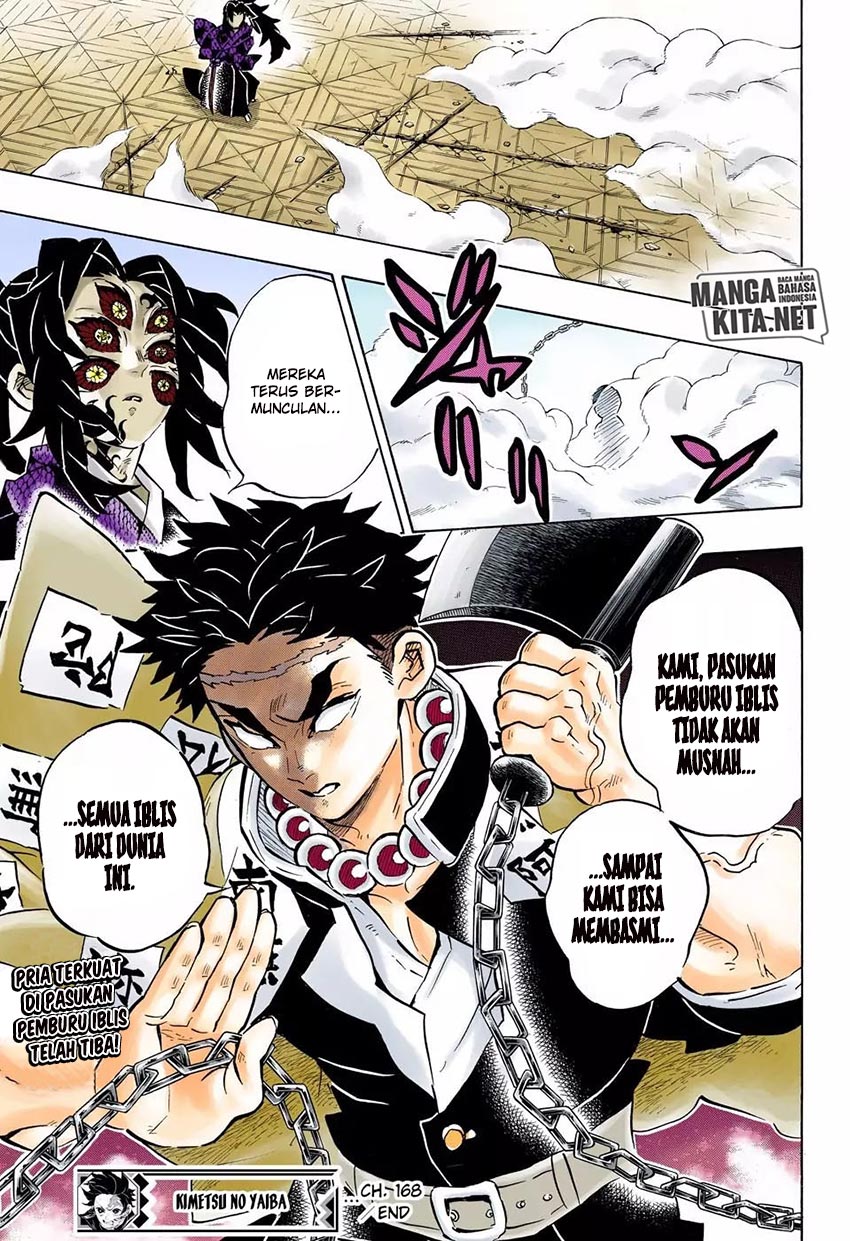 MANGA
KITA.NET
BACA MANGA
BAHASA
INDONESIA
MEREKA
TERUS BER-
MUNCULAN...
KAMI, PASUKAN
PEMBURU IBLIS
TIDAK AKAN
MUSNAH...
...SAMPAI
KAMI BISA
MEMBASMI...
...SEMUA IBLIS
DARI DUNIA
INI.
阿
南
PRIA TERKUAT
DI PASUKAN
PEMBURU IBLIS
TELAH TIBA!
KIMETSU NO YAIBA
... CH. 168
END